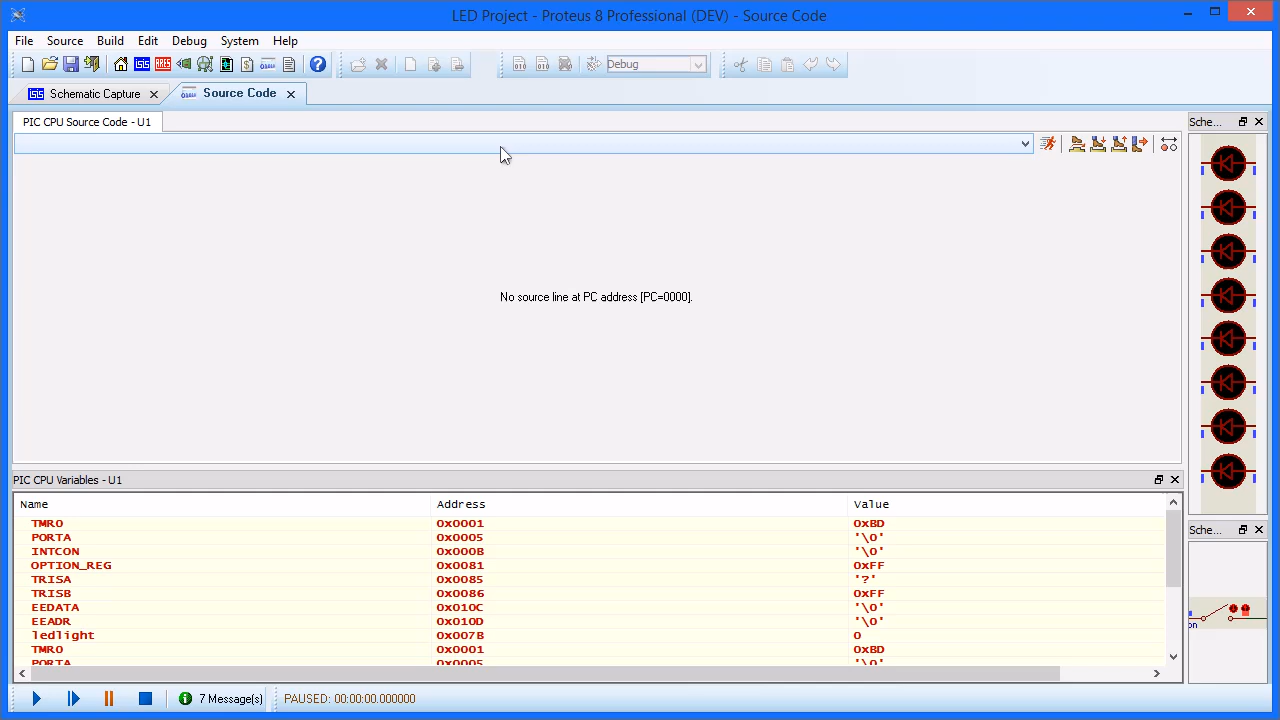 LED Project - Proteus 8 Professional (DEV) - Source Code
File Source Build Edit Debug System Help
Debug
Schematic Capture
Source Code
PIC CPU Source Code - U1
Sche...
No source line at PC address [PC=0000].
PIC CPU Variables - U1
Name Address Value
TMR0 0x0001 0xBD
PORTA 0x0005 '\0'
INTCON 0x000B '\0'
OPTION_REG 0x0081 0xFF
TRISA 0x0085 '?'
TRISB 0x0086 0xFF
EEDATA 0x010C '\0'
EEADR 0x010D '\0'
ledlight 0x007B 0
TMR0 0x0001 0xBD
PORTA 0x0005 '\0'
Sche...
on
7 Message(s)
PAUSED: 00:00:00.000000